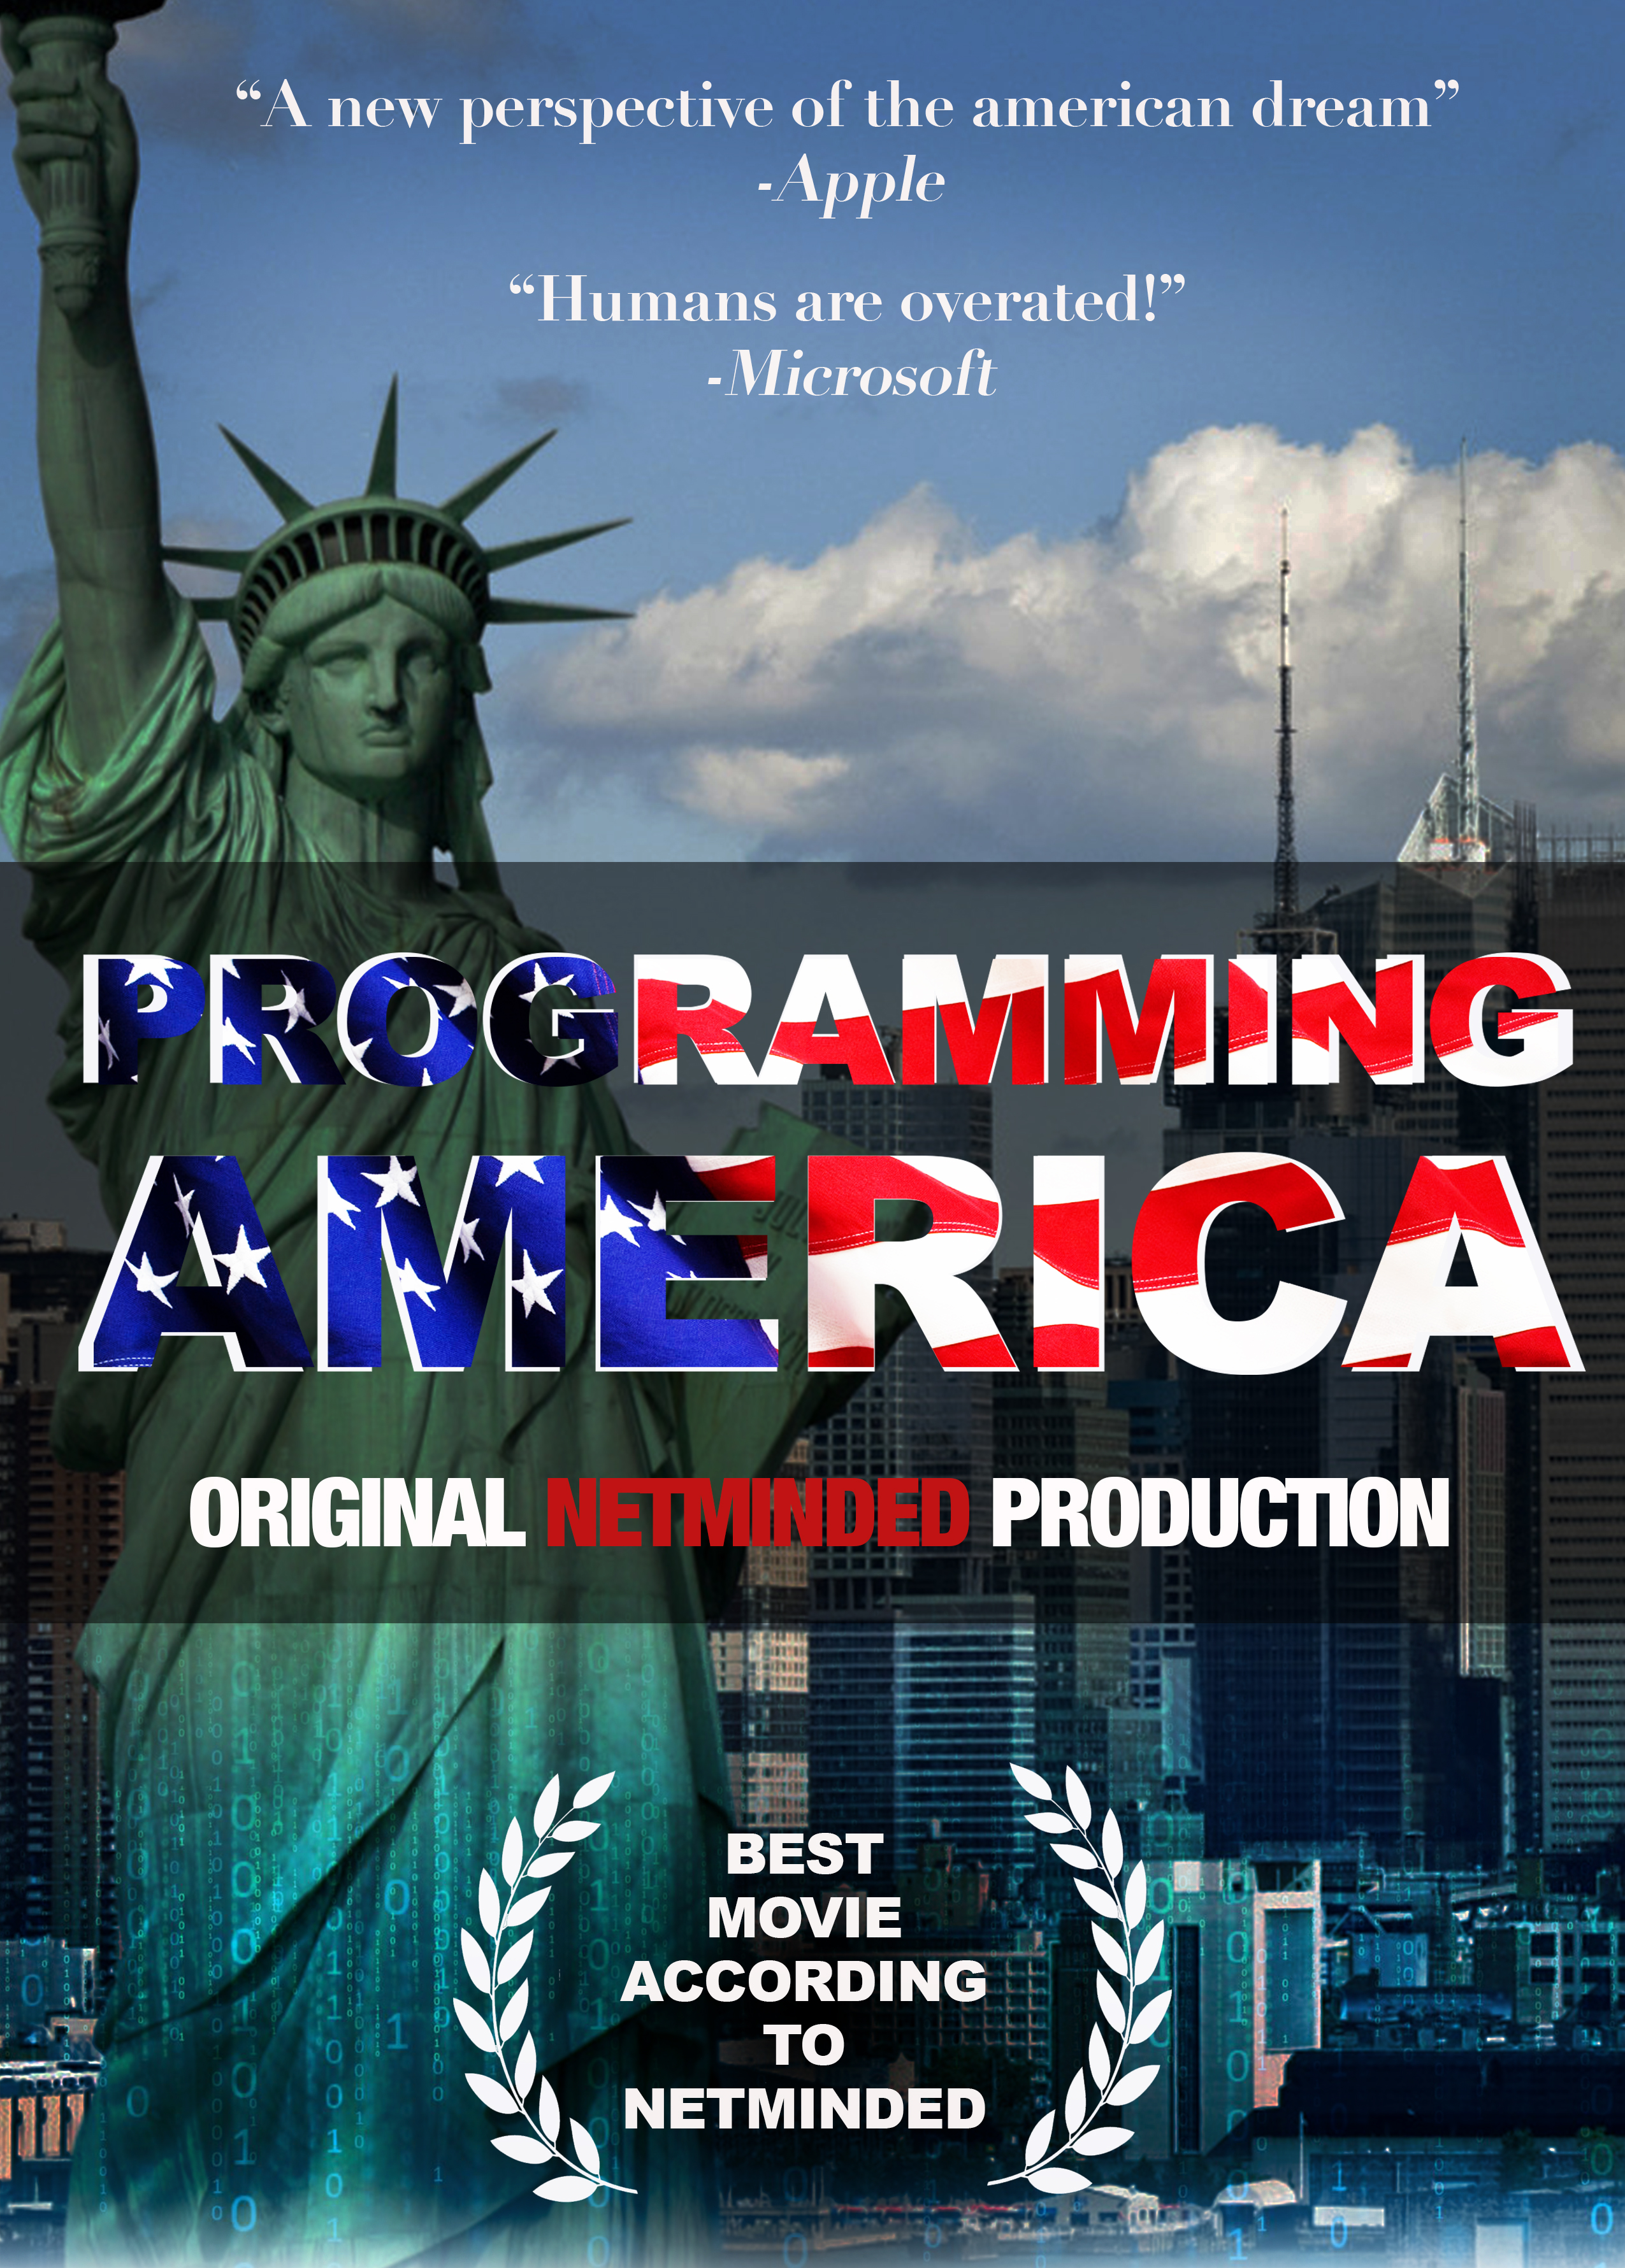 “A new perspective of the american dream”
-Apple
“Humans are overated!”
-Microsoft
PROGRAMMING
AMERICA
ORIGINAL NETMINDED PRODUCTION
BEST
MOVIE
ACCORDING
TO
NETMINDED